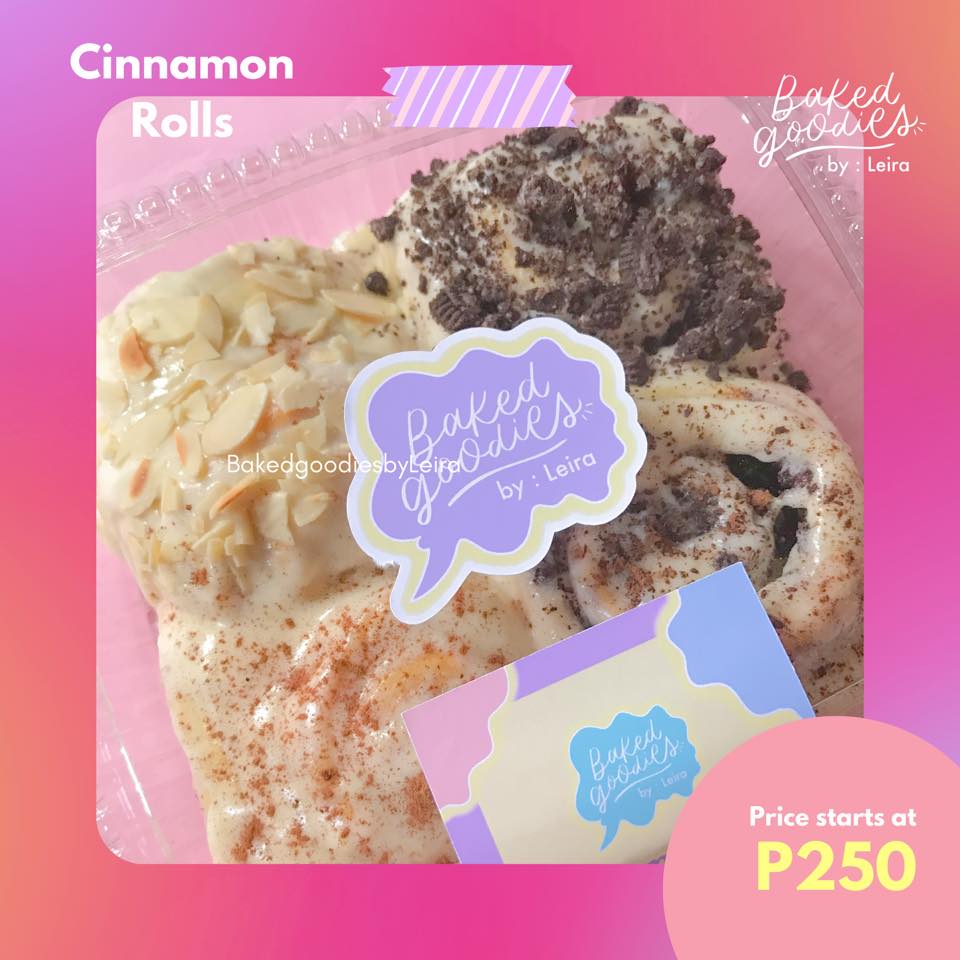 Cinnamon
Rolls
Baked
goodies
by : Leira
Baked
goodies
by : Leira
BakedgoodiesbyLeira
Baked
goodies
by : Leira
Price starts at
P250